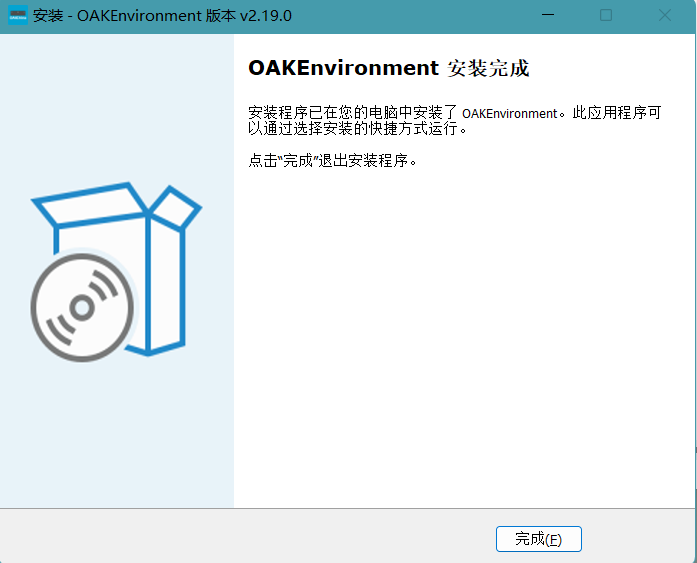 安装 - OAKEnvironment 版本 v2.19.0
OAKEnvironment 安装完成
安装程序已在您的电脑中安装了 OAKEnvironment。此应用程序可
以通过选择安装的快捷方式运行。
点击“完成”退出安装程序。
完成(F)